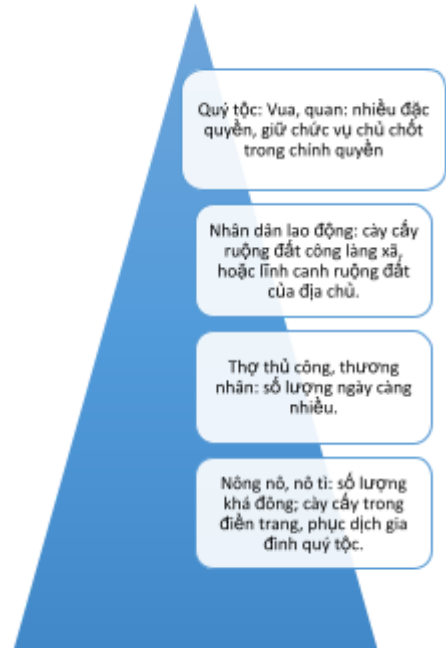 Quý tộc: Vua, quan: nhiều đặc
quyền, giữ chức vụ chủ chốt
trong chính quyền
Nhân dân lao động: cày cấy
ruộng đất công làng xã,
hoặc lĩnh canh ruộng đất
của địa chủ.
Thợ thủ công, thương
nhân: số lượng ngày càng
nhiều.
Nông nô, nô tì: số lượng
khá đông; cày cấy trong
điền trang, phục dịch gia
đình quý tộc.